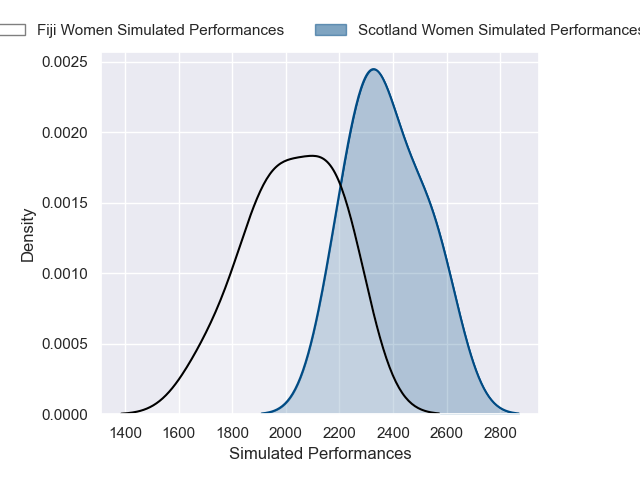 Fiji Women Simulated Performances Scotland Women Simulated Performances
0.0025
0.0020
0.0015
0.0010
0.0005
0.0000
Density
1400 1600 1800 2000 2200 2400 2600 2800
Simulated Performances